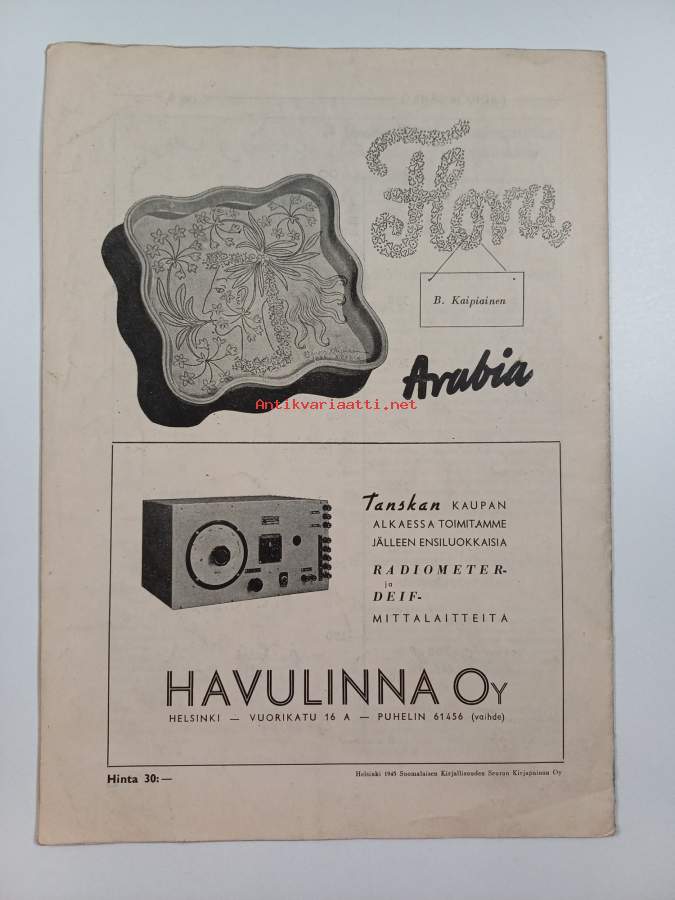 Flora
B. Kaipiainen
Arabia
Antikvariaatti.net
Tanskan KAUPAN
ALKAESSA TOIMITAMME
JÄLLEEN ENSILUOKKAISIA
RADIOMETER-
ja
DEIF-
MITTALAITTEITA
HAVULINNA OY
HELSINKI — VUORIKATU 16 A — PUHELIN 61456 (vaihde)
Hinta 30:—
Helsinki 1945 Suomalaisen Kirjallisuuden Seuran Kirjapainon Oy